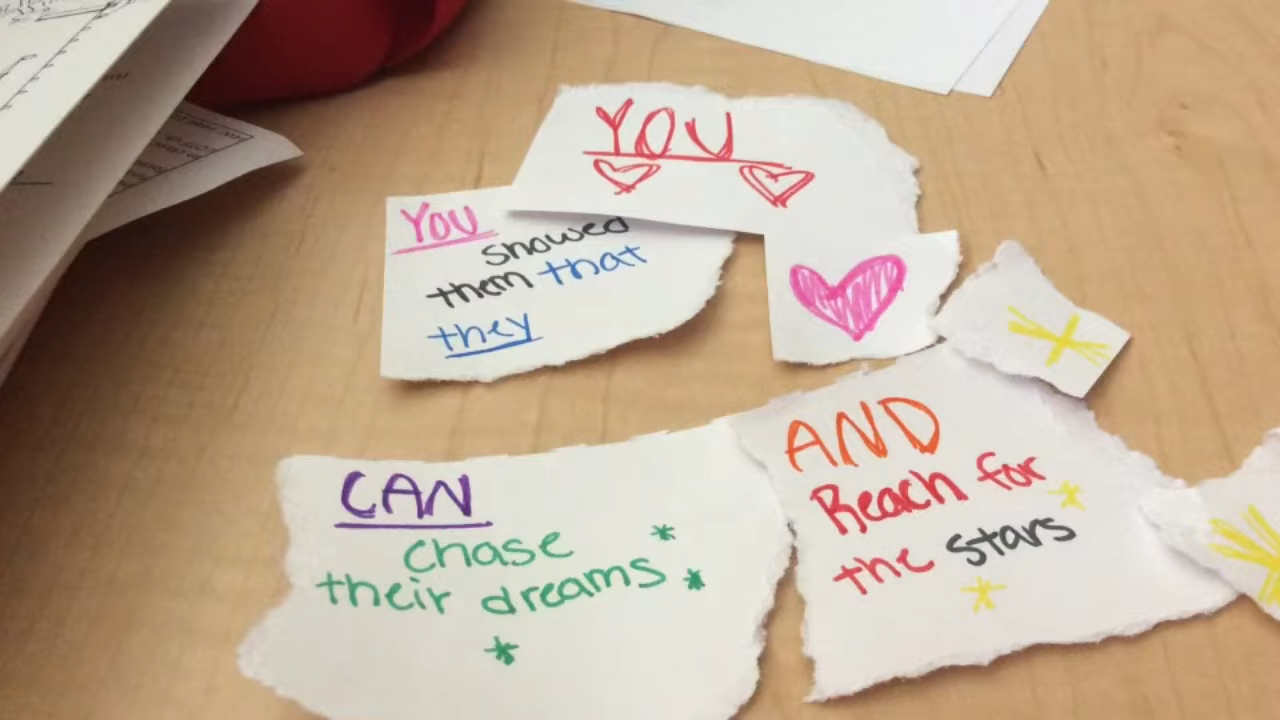 YOU
YOU
showed
them that
they
CAN
chase
their dreams
AND
Reach for
the stars